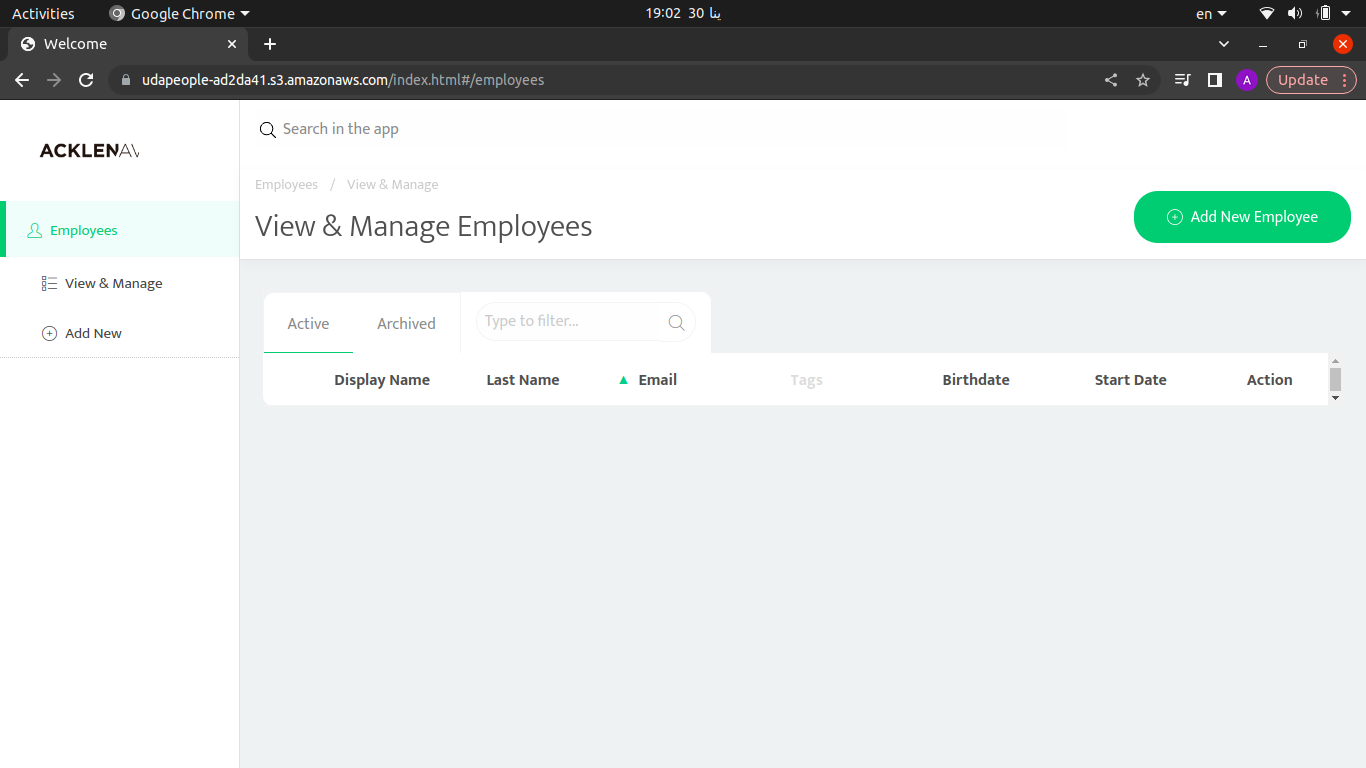 Activities Google Chrome 19:02 30 ينا en
Welcome
udapeople-ad2da41.s3.amazonaws.com/index.html#/employees A Update
ACKLENAV
Search in the app
Employees / View & Manage
View & Manage Employees
Add New Employee
Employees
View & Manage
Add New
Active Archived Type to filter...
Display Name Last Name Email Tags Birthdate Start Date Action